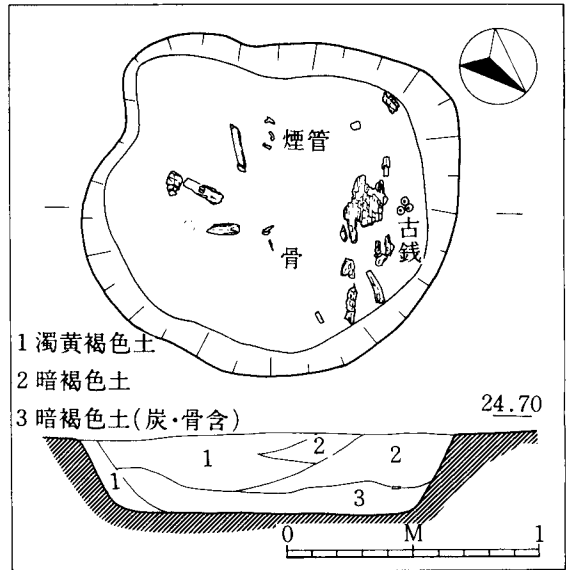 煙管
古銭
骨
1 濁黄褐色土
2 暗褐色土
3 暗褐色土(炭・骨含)
24.70
1 2 2
1 3
0 M 1